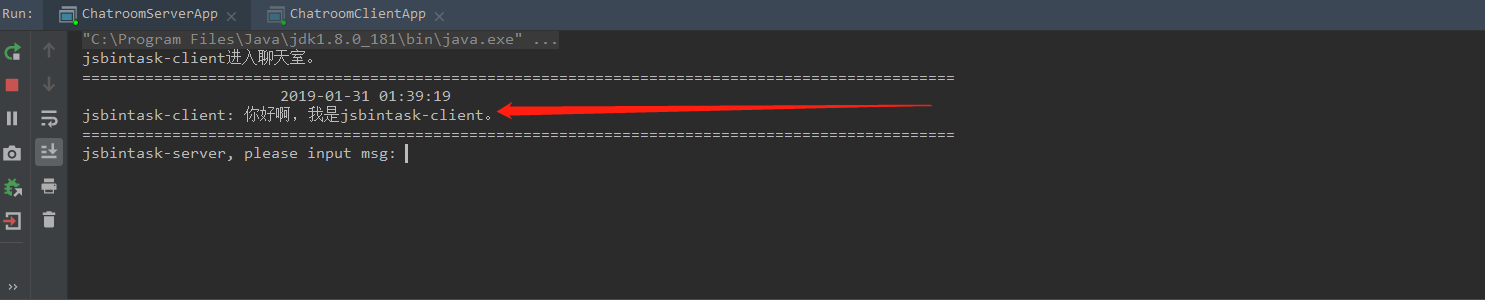 Run: ChatroomServerApp ChatroomClientApp
"C:\Program Files\Java\jdk1.8.0_181\bin\java.exe" ...
jsbintask-client进入聊天室。
=================================================================================================
2019-01-31 01:39:19
jsbintask-client: 你好啊，我是jsbintask-client。
=================================================================================================
jsbintask-server, please input msg: